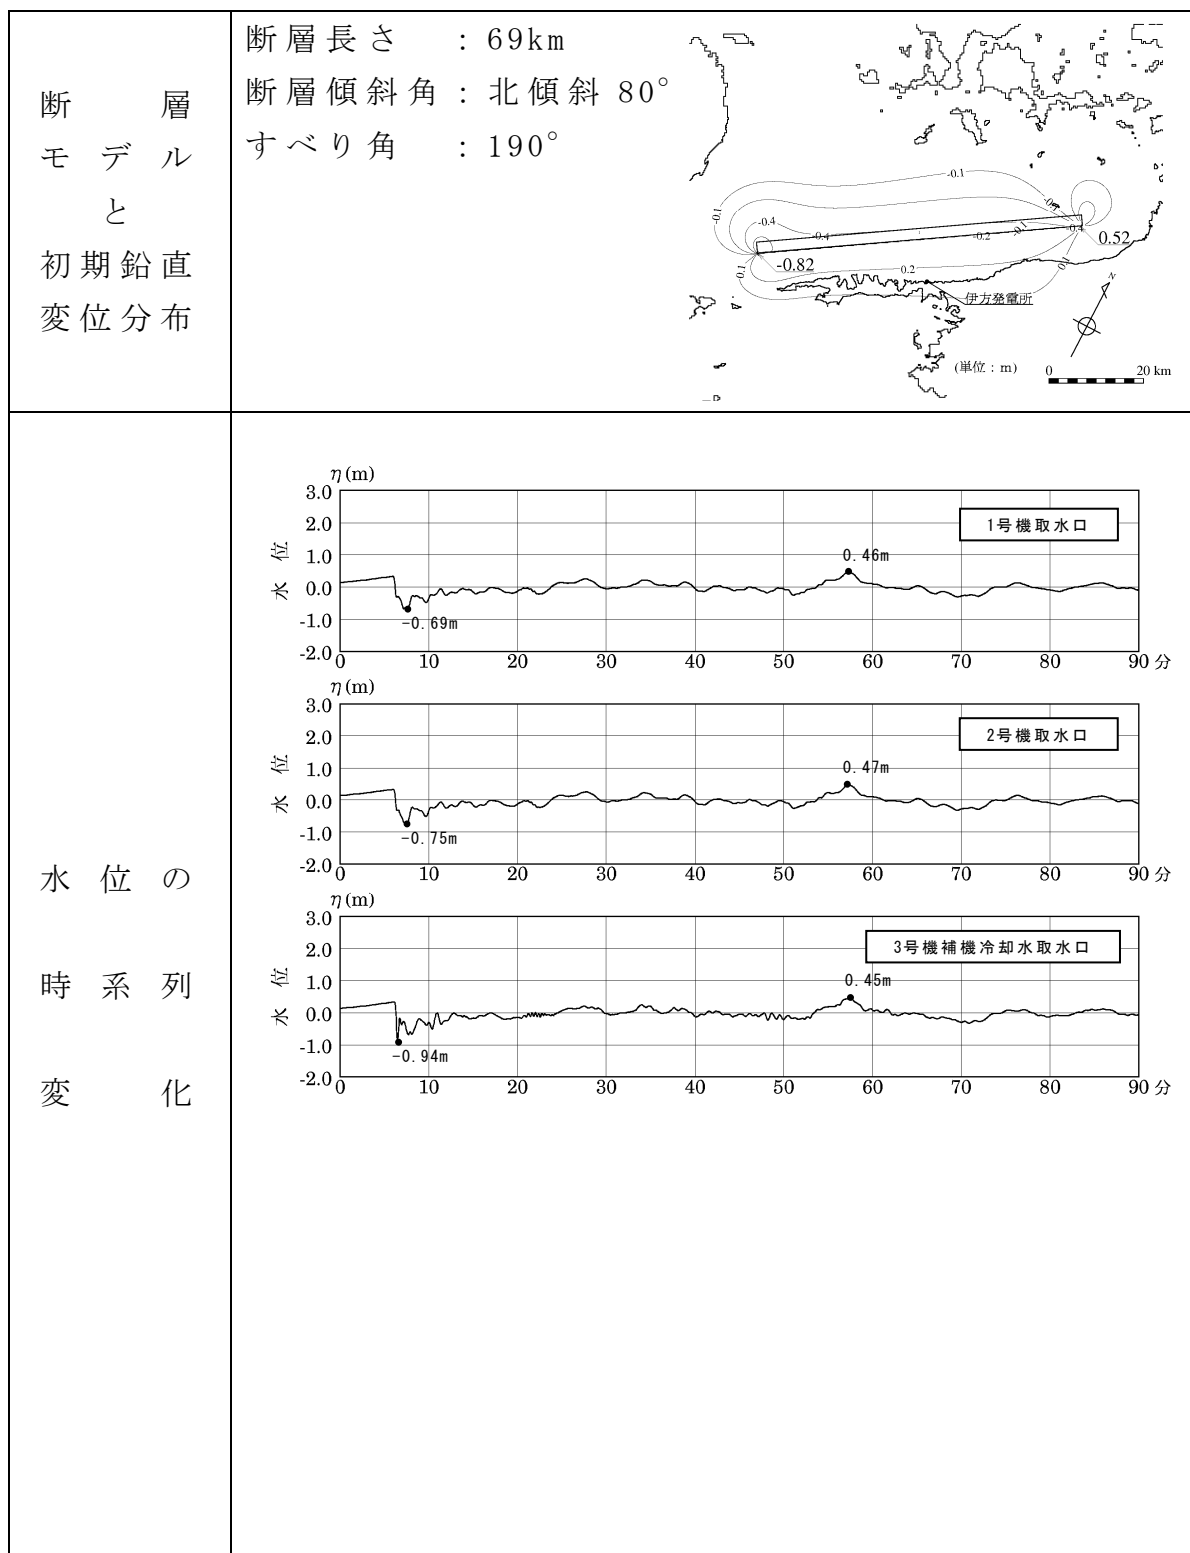 断層
モデル
と
初期鉛直
変位分布
断層長さ : 69km
断層傾斜角 : 北傾斜 80°
すべり角 : 190°
-0.1
-0.1
-0.4
-0.4
-0.2
-0.1
-0.4
0.52
-0.82
0.1
0.2
0.1
伊方発電所
N
(単位：m)
0 20 km
水位の
時系列
変化
η(m)
水位
3.0
2.0
1.0
0.0
-1.0
-2.0
1号機取水口
0.46m
-0.69m
0 10 20 30 40 50 60 70 80 90 分
η(m)
水位
3.0
2.0
1.0
0.0
-1.0
-2.0
2号機取水口
0.47m
-0.75m
0 10 20 30 40 50 60 70 80 90 分
η(m)
水位
3.0
2.0
1.0
0.0
-1.0
-2.0
3号機補機冷却水取水口
0.45m
-0.94m
0 10 20 30 40 50 60 70 80 90 分